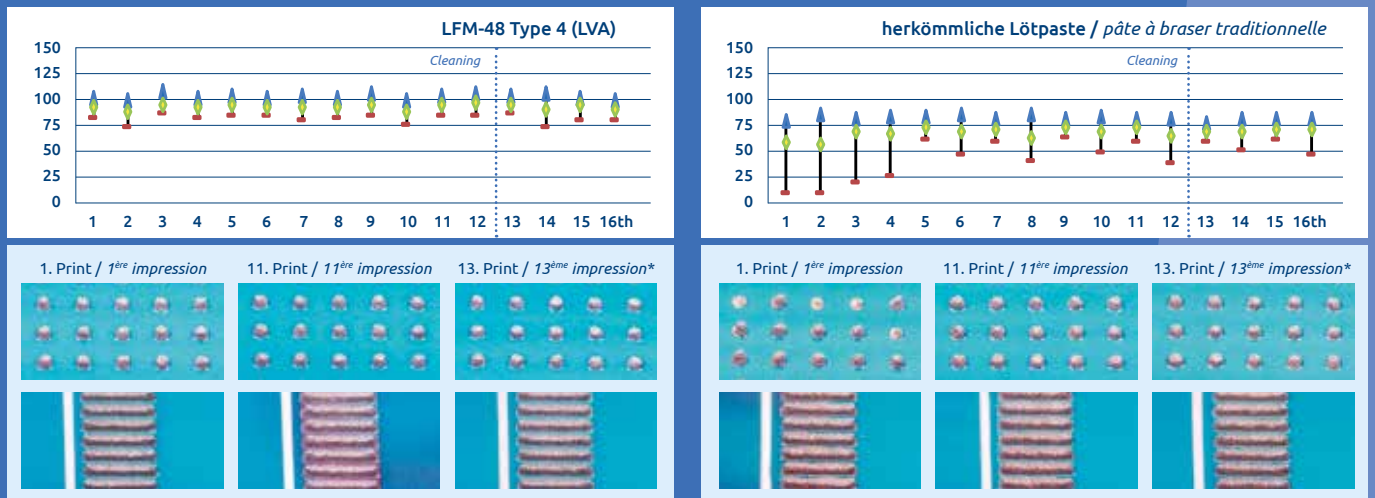 LFM-48 Type 4 (LVA)
150
125
100
75
50
25
0
Cleaning
1 2 3 4 5 6 7 8 9 10 11 12 13 14 15 16th
herkömmliche Lötpaste / pâte à braser traditionnelle
150
125
100
75
50
25
0
Cleaning
1 2 3 4 5 6 7 8 9 10 11 12 13 14 15 16th
1. Print / 1ère impression
11. Print / 11ère impression
13. Print / 13ème impression*
1. Print / 1ère impression
11. Print / 11ère impression
13. Print / 13ème impression*